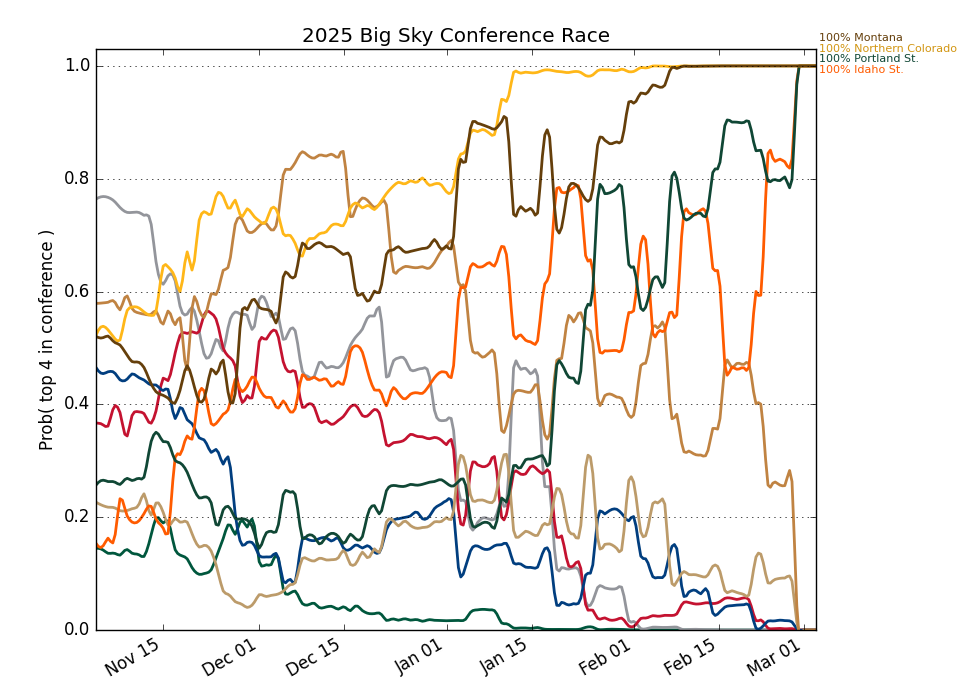 2025 Big Sky Conference Race
100% Montana
100% Northern Colorado
100% Portland St.
100% Idaho St.
1.0
0.8
0.6
0.4
0.2
0.0
Prob( top 4 in conference )
Nov 15
Dec 01
Dec 15
Jan 01
Jan 15
Feb 01
Feb 15
Mar 01